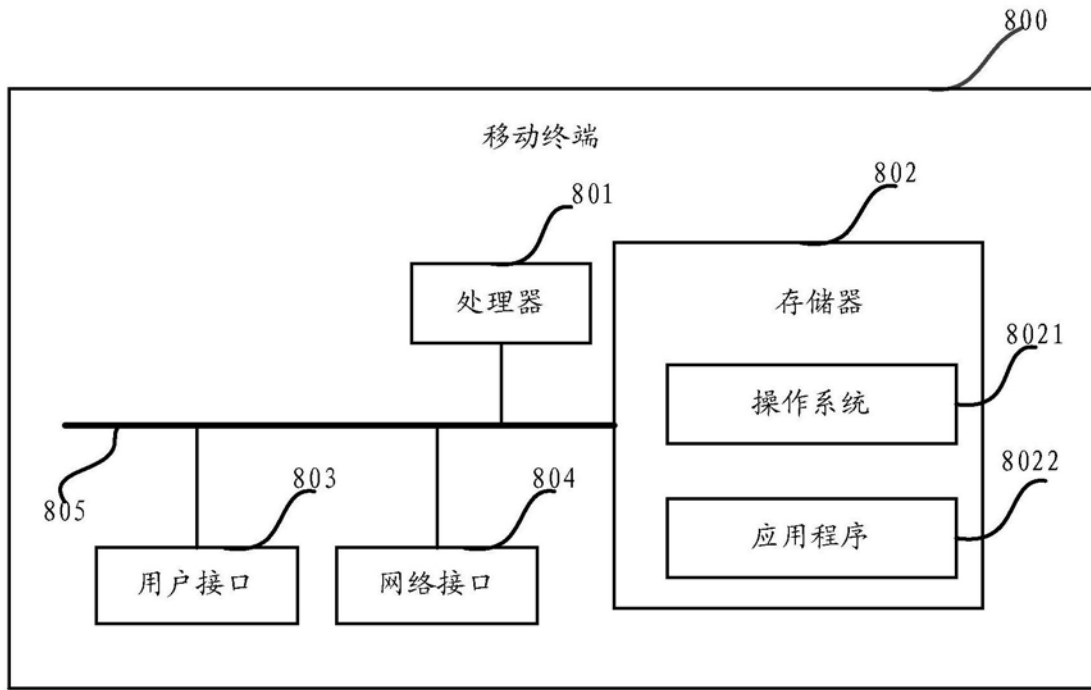 800
移动终端
802
801
处理器
存储器
8021
操作系统
8022
803
804
805
应用程序
用户接口
网络接口